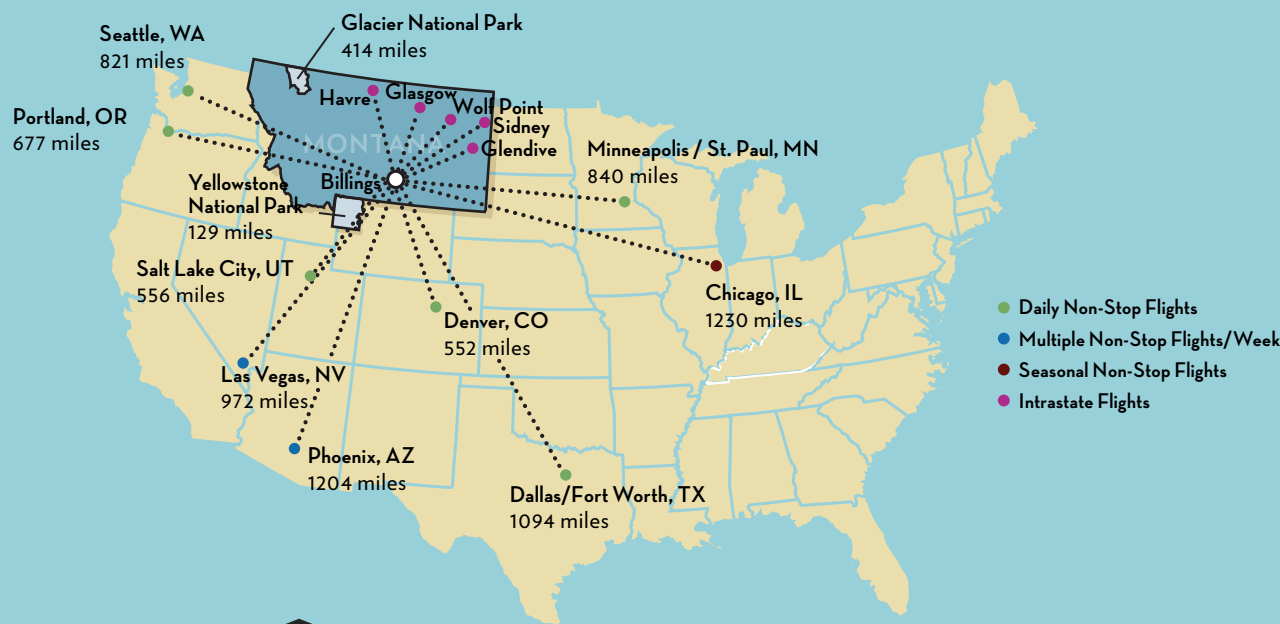 Seattle, WA
821 miles
Glacier National Park
414 miles
Portland, OR
677 miles
Havre
Glasgow
Wolf Point
Sidney
Glendive
MONTANA
Billings
Minneapolis / St. Paul, MN
840 miles
Yellowstone
National Park
129 miles
Salt Lake City, UT
556 miles
Chicago, IL
1230 miles
Denver, CO
552 miles
Las Vegas, NV
972 miles
Phoenix, AZ
1204 miles
Dallas/Fort Worth, TX
1094 miles
Daily Non-Stop Flights
Multiple Non-Stop Flights/Week
Seasonal Non-Stop Flights
Intrastate Flights